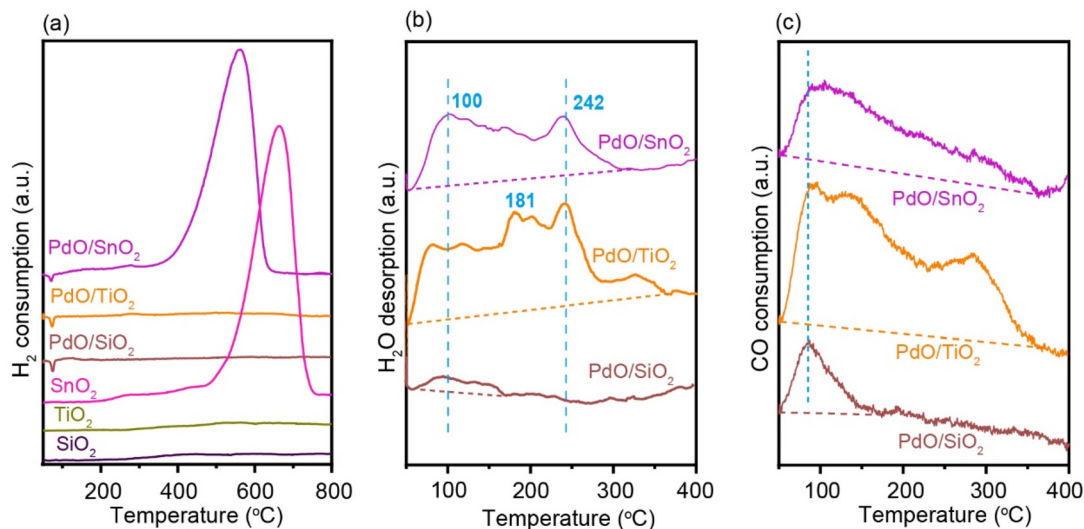 (a)
H₂ consumption (a.u.)
PdO/SnO₂
PdO/TiO₂
PdO/SiO₂
SnO₂
TiO₂
SiO₂
200 400 600 800
Temperature (°C)
(b)
H₂O desorption (a.u.)
100
242
PdO/SnO₂
181
PdO/TiO₂
PdO/SiO₂
100 200 300 400
Temperature (°C)
(c)
CO consumption (a.u.)
PdO/SnO₂
PdO/TiO₂
PdO/SiO₂
100 200 300 400
Temperature (°C)